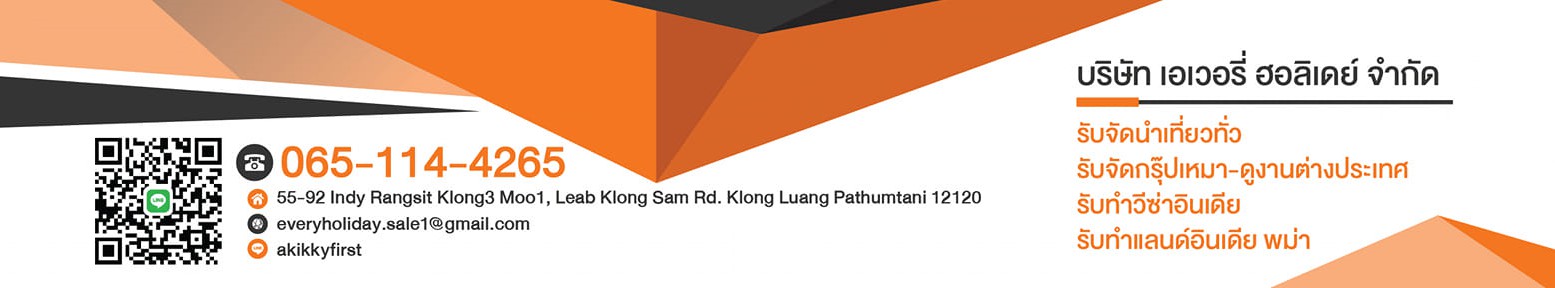 065-114-4265
55-92 Indy Rangsit Klong3 Moo1, Leab Klong Sam Rd. Klong Luang Pathumtani 12120
everyholiday.sale1@gmail.com
LINE
akikkyfirst
LINE
บริษัท เอเวอรี่ ฮอลิเดย์ จำกัด
รับจัดนำเที่ยวทั่ว
รับจัดกรุ๊ปเหมา-ดูงานต่างประเทศ
รับทำวีซ่าอินเดีย
รับทำแลนด์อินเดีย พม่า